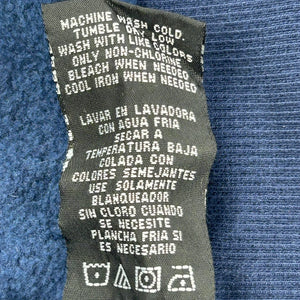 MACHINE WASH COLD.
TUMBLE DRY LOW
WASH WITH LIKE COLORS
ONLY NON-CHLORINE
BLEACH WHEN NEEDED
COOL IRON WHEN NEEDED
LAVAR EN LAVADORA
CON AGUA FRIA
SECAR A
TEMPERATURA BAJA
COLADA CON
COLORES SEMEJANTES
USE SOLAMENTE
BLANQUEADOR
SIN CLORO CUANDO
SE NECESITE
PLANCHA FRIA SI
ES NECESARIO